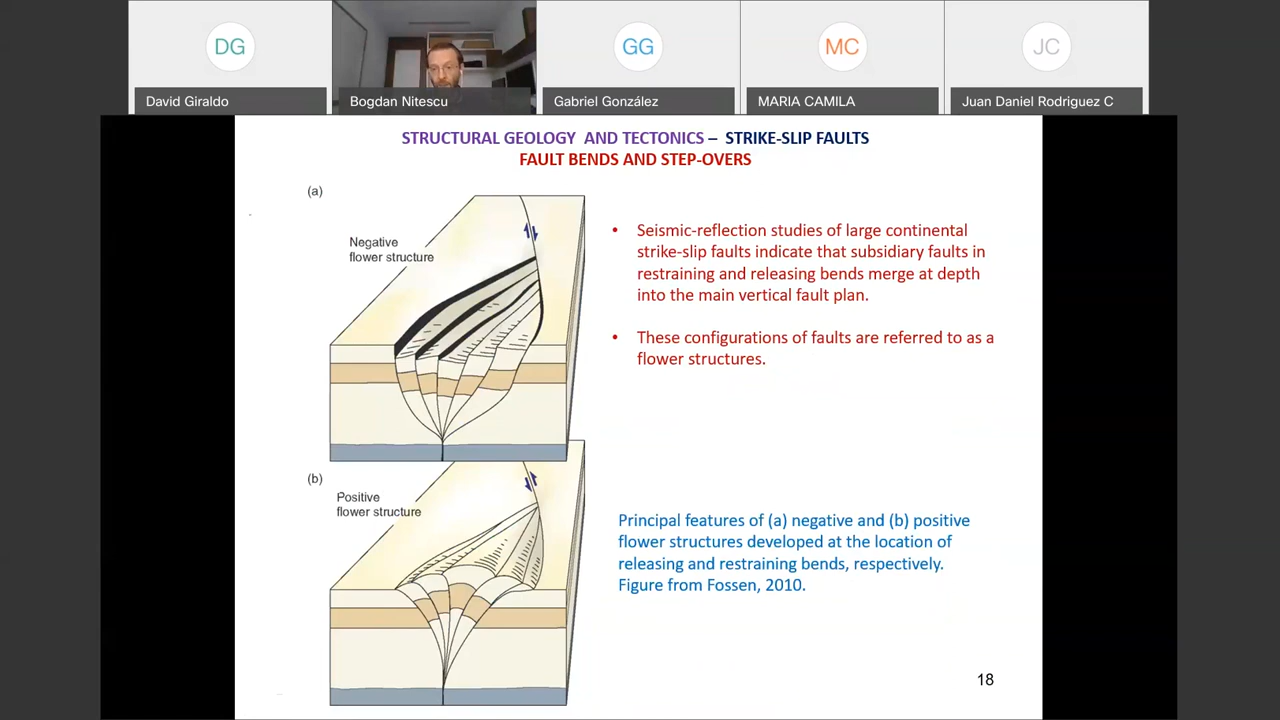 DG
GG
MC
JC
David Giraldo
Bogdan Nitescu
Gabriel González
MARIA CAMILA
Juan Daniel Rodriguez C
STRUCTURAL GEOLOGY AND TECTONICS – STRIKE-SLIP FAULTS
FAULT BENDS AND STEP-OVERS
(a)
Negative
flower structure
• Seismic-reflection studies of large continental
strike-slip faults indicate that subsidiary faults in
restraining and releasing bends merge at depth
into the main vertical fault plan.
• These configurations of faults are referred to as a
flower structures.
(b)
Positive
flower structure
Principal features of (a) negative and (b) positive
flower structures developed at the location of
releasing and restraining bends, respectively.
Figure from Fossen, 2010.
18